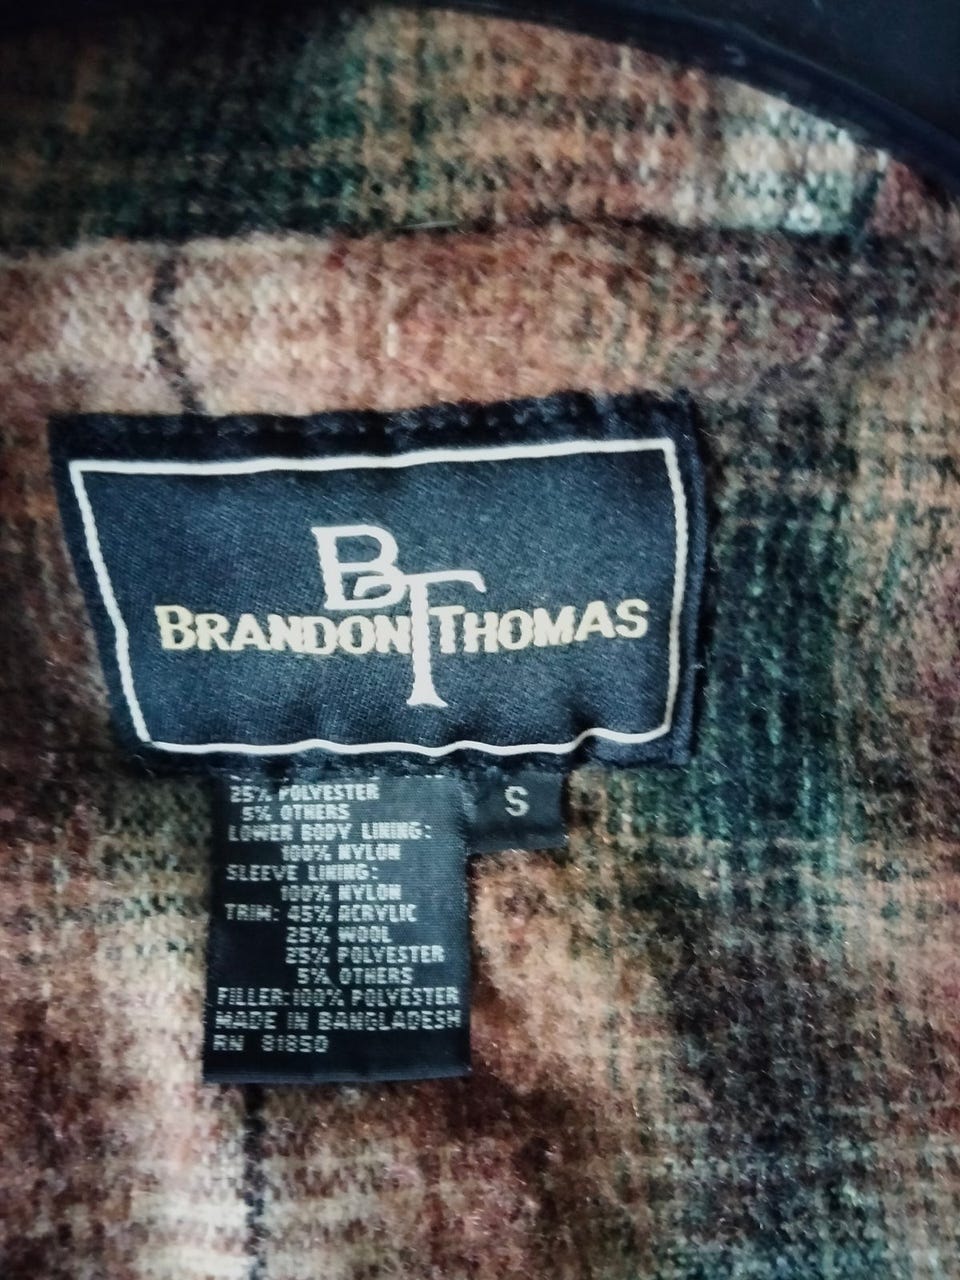 BT
BRANDON THOMAS
S
25% POLYESTER
5% OTHERS
LOWER BODY LINING:
100% NYLON
SLEEVE LINING:
100% NYLON
TRIM: 45% ACRYLIC
25% WOOL
25% POLYESTER
5% OTHERS
FILLER:100% POLYESTER
MADE IN BANGLADESH
RN 81850